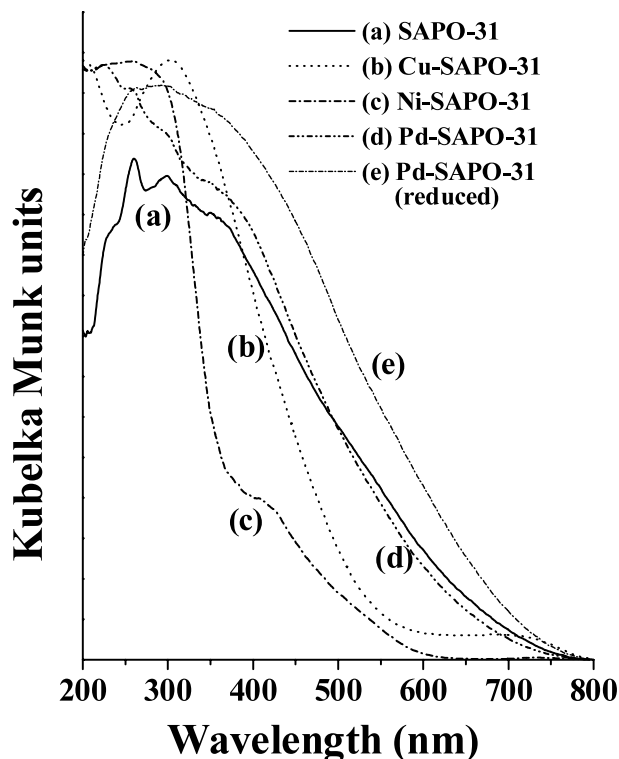 (a) SAPO-31
(b) Cu-SAPO-31
(c) Ni-SAPO-31
(d) Pd-SAPO-31
(e) Pd-SAPO-31
(reduced)
(a)
(b)
(e)
(c)
(d)
Kubelka Munk units
200 300 400 500 600 700 800
Wavelength (nm)